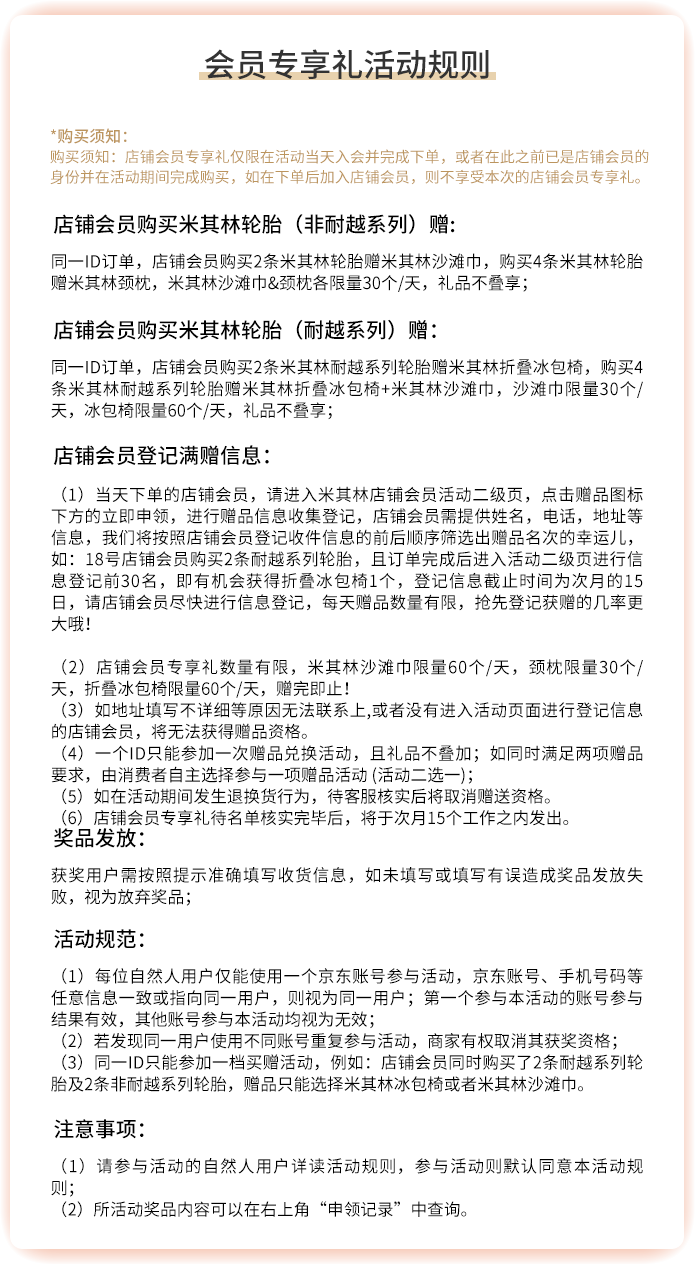 会员专享礼活动规则
*购买须知：
购买须知：店铺会员专享礼仅限在活动当天入会并完成下单，或者在此之前已是店铺会员的
身份并在活动期间完成购买，如在下单后加入店铺会员，则不享受本次的店铺会员专享礼。
店铺会员购买米其林轮胎（非耐越系列）赠:
同一ID订单，店铺会员购买2条米其林轮胎赠米其林沙滩巾，购买4条米其林轮胎
赠米其林颈枕，米其林沙滩巾&颈枕各限量30个/天，礼品不叠享；
店铺会员购买米其林轮胎（耐越系列）赠：
同一ID订单，店铺会员购买2条米其林耐越系列轮胎赠米其林折叠冰包椅，购买4
条米其林耐越系列轮胎赠米其林折叠冰包椅+米其林沙滩巾，沙滩巾限量30个/
天，冰包椅限量60个/天，礼品不叠享；
店铺会员登记满赠信息：
（1）当天下单的店铺会员，请进入米其林店铺会员活动二级页，点击赠品图标
下方的立即申领，进行赠品信息收集登记，店铺会员需提供姓名，电话，地址等
信息，我们将按照店铺会员登记收件信息的前后顺序筛选出赠品名次的幸运儿，
如：18号店铺会员购买2条耐越系列轮胎，且订单完成后进入活动二级页进行信
息登记前30名，即有机会获得折叠冰包椅1个，登记信息截止时间为次月的15
日，请店铺会员尽快进行信息登记，每天赠品数量有限，抢先登记获赠的几率更
大哦！
（2）店铺会员专享礼数量有限，米其林沙滩巾限量60个/天，颈枕限量30个/
天，折叠冰包椅限量60个/天，赠完即止！
（3）如地址填写不详细等原因无法联系上,或者没有进入活动页面进行登记信息
的店铺会员，将无法获得赠品资格。
（4）一个ID只能参加一次赠品兑换活动，且礼品不叠加；如同时满足两项赠品
要求，由消费者自主选择参与一项赠品活动 (活动二选一)；
（5）如在活动期间发生退换货行为，待客服核实后将取消赠送资格。
（6）店铺会员专享礼待名单核实完毕后，将于次月15个工作之内发出。
奖品发放：
获奖用户需按照提示准确填写收货信息，如未填写或填写有误造成奖品发放失
败，视为放弃奖品；
活动规范：
（1）每位自然人用户仅能使用一个京东账号参与活动，京东账号、手机号码等
任意信息一致或指向同一用户，则视为同一用户；第一个参与本活动的账号参与
结果有效，其他账号参与本活动均视为无效；
（2）若发现同一用户使用不同账号重复参与活动，商家有权取消其获奖资格；
（3）同一ID只能参加一档买赠活动，例如：店铺会员同时购买了2条耐越系列轮
胎及2条非耐越系列轮胎，赠品只能选择米其林冰包椅或者米其林沙滩巾。
注意事项：
（1）请参与活动的自然人用户详读活动规则，参与活动则默认同意本活动规
则；
（2）所活动奖品内容可以在右上角“申领记录”中查询。